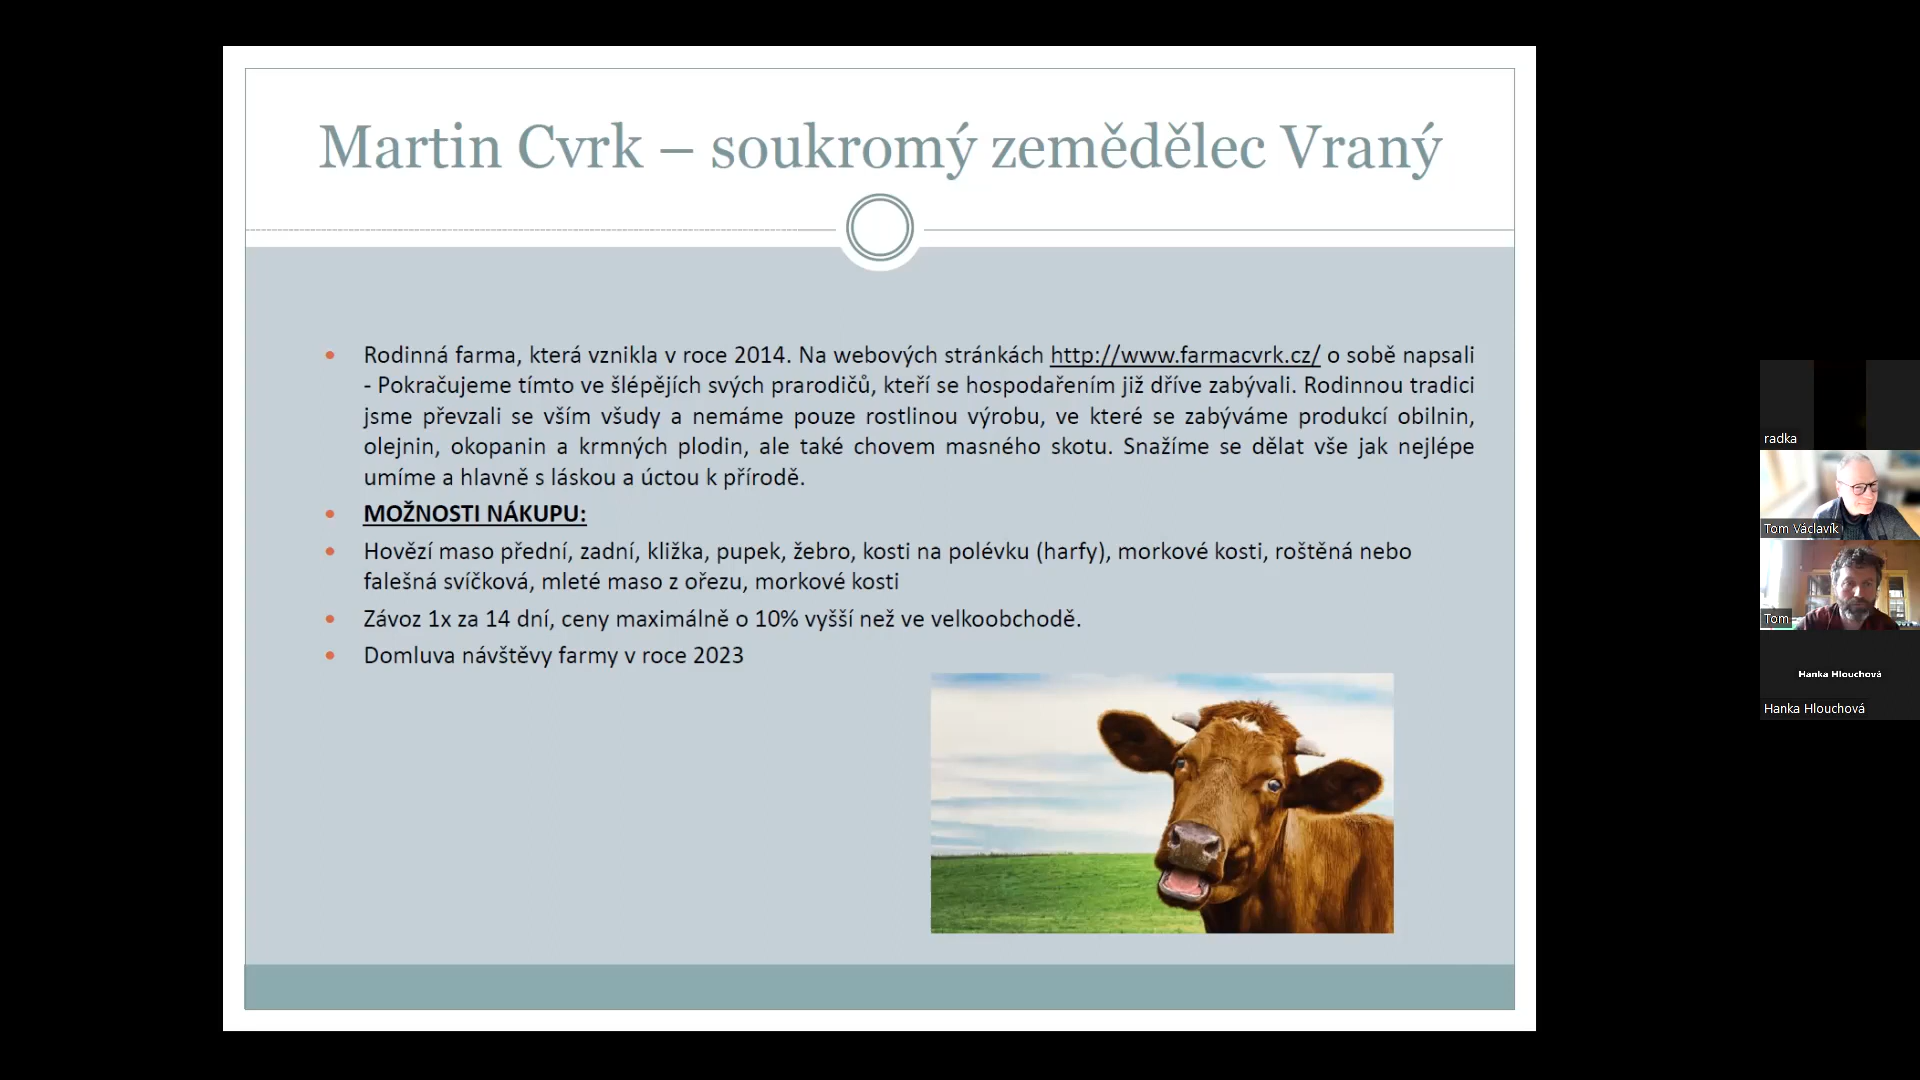 Martin Cvrk – soukromý zemědělec Vraný
Rodinná farma, která vznikla v roce 2014. Na webových stránkách http://www.farmacvrk.cz/ o sobě napsali
- Pokračujeme tímto ve šlépějích svých prarodičů, kteří se hospodařením již dříve zabývali. Rodinnou tradici
jsme převzali se vším všudy a nemáme pouze rostlinou výrobu, ve které se zabýváme produkcí obilnin,
olejnin, okopanin a krmných plodin, ale také chovem masného skotu. Snažíme se dělat vše jak nejlépe
umíme a hlavně s láskou a úctou k přírodě.
MOŽNOSTI NÁKUPU:
Hovězí maso přední, zadní, kližka, pupek, žebro, kosti na polévku (harfy), morkové kosti, roštěná nebo
falešná svíčková, mleté maso z ořezu, morkové kosti
Závoz 1x za 14 dní, ceny maximálně o 10% vyšší než ve velkoobchodě.
Domluva návštěvy farmy v roce 2023
radka
Tom Václavík
Tom
Hanka Hlouchová
Hanka Hlouchová